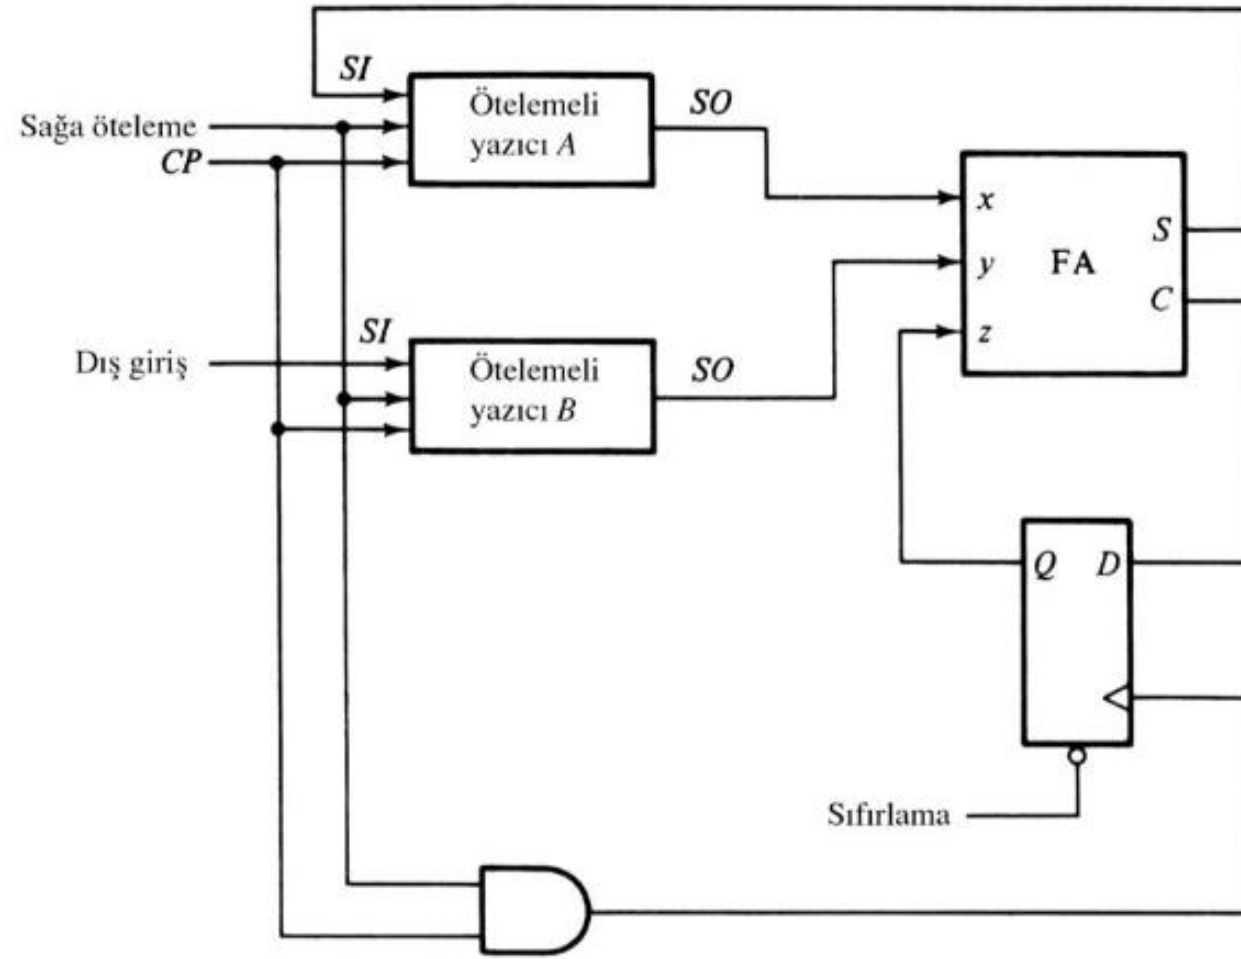 SI
Ötelemeli
yazıcı A
SO
Sağa öteleme
CP
x
y
z
FA
S
C
SI
Dış giriş
Ötelemeli
yazıcı B
SO
Q
D
Sıfırlama